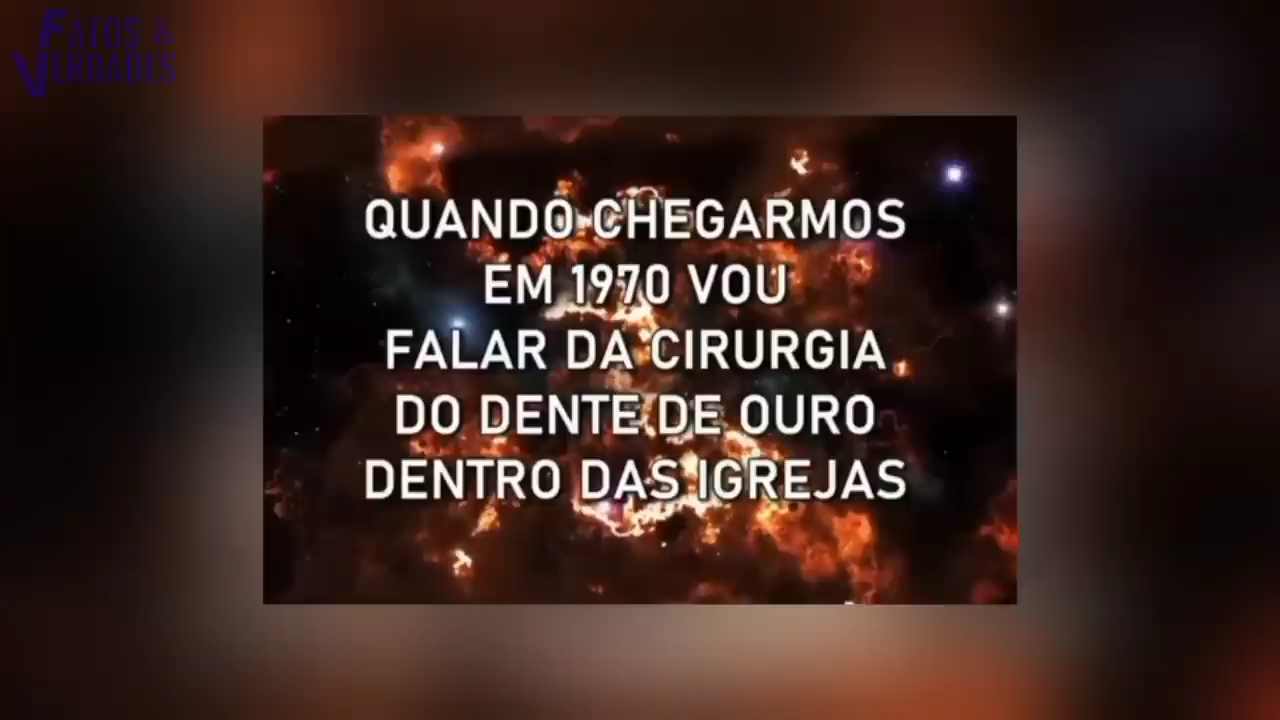 FATOS &
VERDADES
QUANDO CHEGARMOS
EM 1970 VOU
FALAR DA CIRURGIA
DO DENTE DE OURO
DENTRO DAS IGREJAS